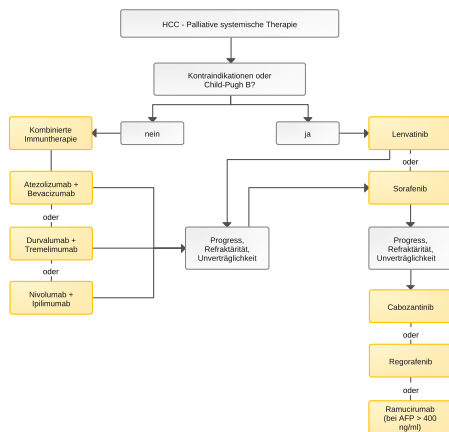 HCC - Palliative systemische Therapie
Kontraindikationen oder
Child-Pugh B?
Kombinierte
Immuntherapie
nein
ja
Lenvatinib
oder
Sorafenib
Atezolizumab +
Bevacizumab
oder
Durvalumab +
Tremelimumab
oder
Nivolumab +
Ipilimumab
Progress,
Refraktärität,
Unverträglichkeit
Progress,
Refraktärität,
Unverträglichkeit
Cabozantinib
oder
Regorafenib
oder
Ramucirumab
(bei AFP > 400
ng/ml)